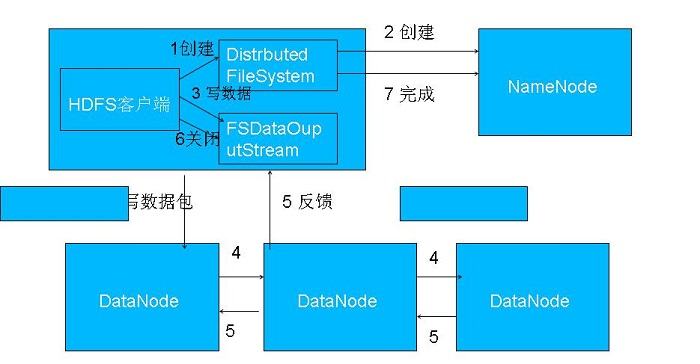 2 创建
1创建
Distrbuted
FileSystem
HDFS客户端
3 写数据
7 完成
NameNode
6关闭
FSDataOup
utStream
写数据包
5 反馈
4
4
DataNode
DataNode
DataNode
5
5